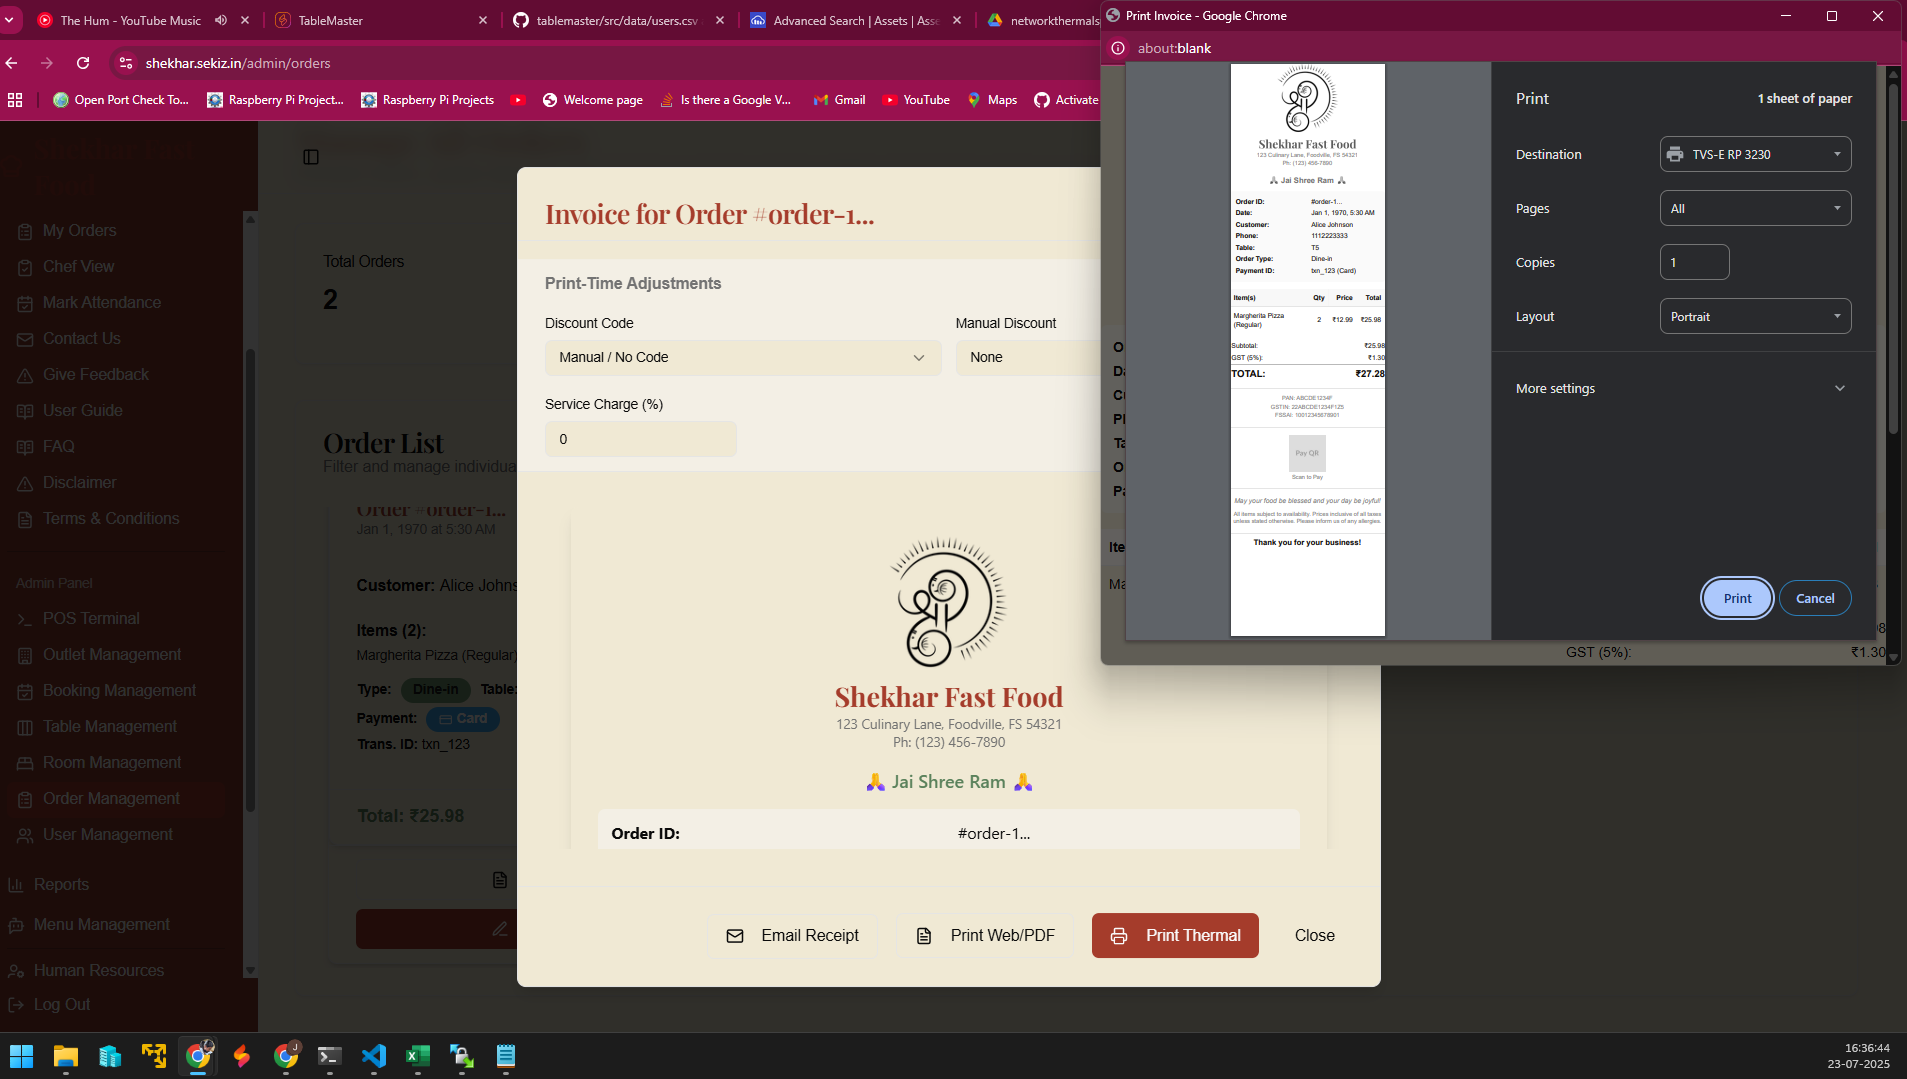 The Hum - YouTube Music
TableMaster
tablemaster/src/data/users.csv
Advanced Search | Assets | Asse
networkthermals
Print Invoice - Google Chrome
about:blank
shekhar.sekiz.in/admin/orders
Open Port Check To...
Raspberry Pi Project...
Raspberry Pi Projects
Welcome page
Is there a Google V...
Gmail
YouTube
Maps
Activate
Shekhar Fast
Food
My Orders
Chef View
Mark Attendance
Contact Us
Give Feedback
User Guide
FAQ
Disclaimer
Terms & Conditions
Admin Panel
POS Terminal
Outlet Management
Booking Management
Table Management
Room Management
Order Management
User Management
Reports
Menu Management
Human Resources
Log Out
Total Orders
2
Order List
Filter and manage individua
Order #order-1...
Jan 1, 1970 at 5:30 AM
Customer: Alice Johns
Items (2):
Margherita Pizza (Regular)
Type: Dine-in Table:
Payment: Card
Trans. ID: txn_123
Total: ₹25.98
Invoice for Order #order-1...
Print-Time Adjustments
Discount Code
Manual Discount
Manual / No Code
None
Service Charge (%)
0
Shekhar Fast Food
123 Culinary Lane, Foodville, FS 54321
Ph: (123) 456-7890
🙏 Jai Shree Ram 🙏
Order ID: #order-1...
Email Receipt
Print Web/PDF
Print Thermal
Close
Shekhar Fast Food
123 Culinary Lane, Foodville, FS 54321
Ph: (123) 456-7890
🙏 Jai Shree Ram 🙏
Order ID: #order-1...
Date: Jan 1, 1970, 5:30 AM
Customer: Alice Johnson
Phone: 1112223333
Table: T5
Order Type: Dine-in
Payment ID: txn_123 (Card)
Item(s) Qty Price Total
Margherita Pizza
(Regular) 2 ₹12.99 ₹25.98
Subtotal: ₹25.98
GST (5%): ₹1.30
TOTAL: ₹27.28
PAN: ABCDE1234F
GSTIN: 22ABCDE1234F1Z5
FSSAI: 10012345678901
Pay QR
Scan to Pay
May your food be blessed and your day be joyful!
All items subject to availability. Prices inclusive of all taxes
unless stated otherwise. Please inform us of any allergies.
Thank you for your business!
Print
1 sheet of paper
Destination
TVS-E RP 3230
Pages
All
Copies
1
Layout
Portrait
More settings
Print
Cancel
GST (5%): ₹1.30
16:36:44
23-07-2025